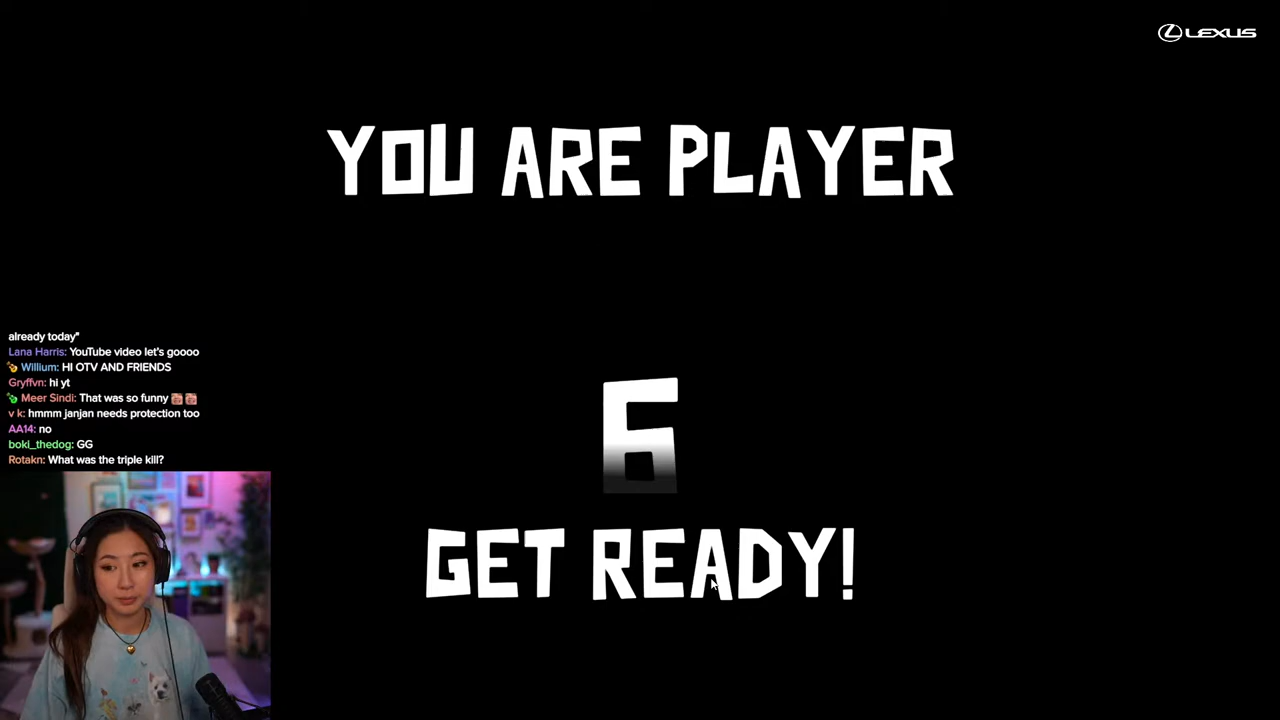 LEXUS
YOU ARE PLAYER
6
GET READY!
already today"
Lana Harris: YouTube video let's goooo
Willium: HI OTV AND FRIENDS
Gryffvn: hi yt
Meer Sindi: That was so funny
v k: hmmm janjan needs protection too
AA14: no
boki_thedog: GG
Rotakn: What was the triple kill?